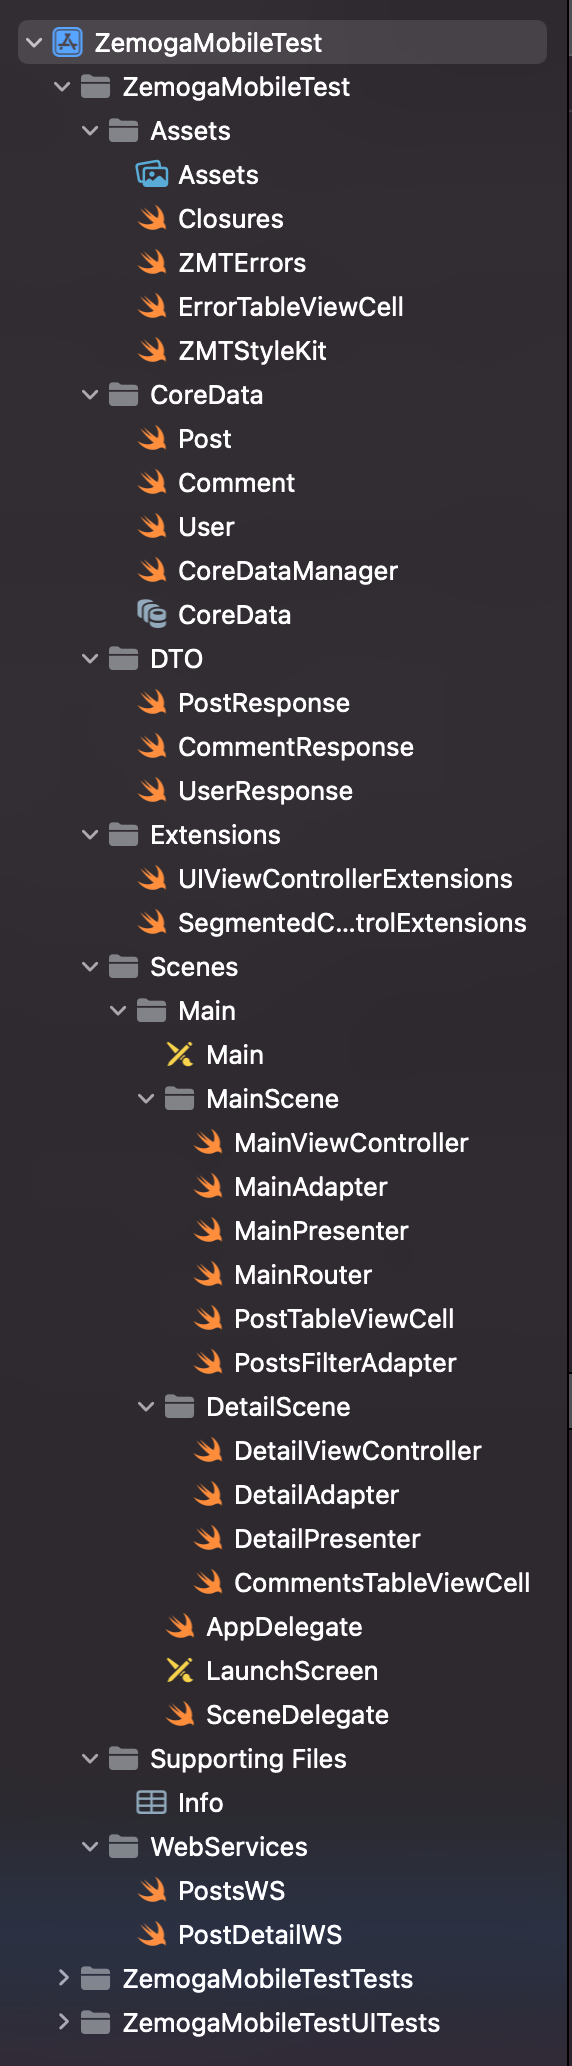 ZemogaMobileTest
ZemogaMobileTest
Assets
Assets
Closures
ZMTErrors
ErrorTableViewCell
ZMTStyleKit
CoreData
Post
Comment
User
CoreDataManager
CoreData
DTO
PostResponse
CommentResponse
UserResponse
Extensions
UIViewControllerExtensions
SegmentedC...trolExtensions
Scenes
Main
Main
MainScene
MainViewController
MainAdapter
MainPresenter
MainRouter
PostTableViewCell
PostsFilterAdapter
DetailScene
DetailViewController
DetailAdapter
DetailPresenter
CommentsTableViewCell
AppDelegate
LaunchScreen
SceneDelegate
Supporting Files
Info
WebServices
PostsWS
PostDetailWS
ZemogaMobileTestTests
ZemogaMobileTestUITests